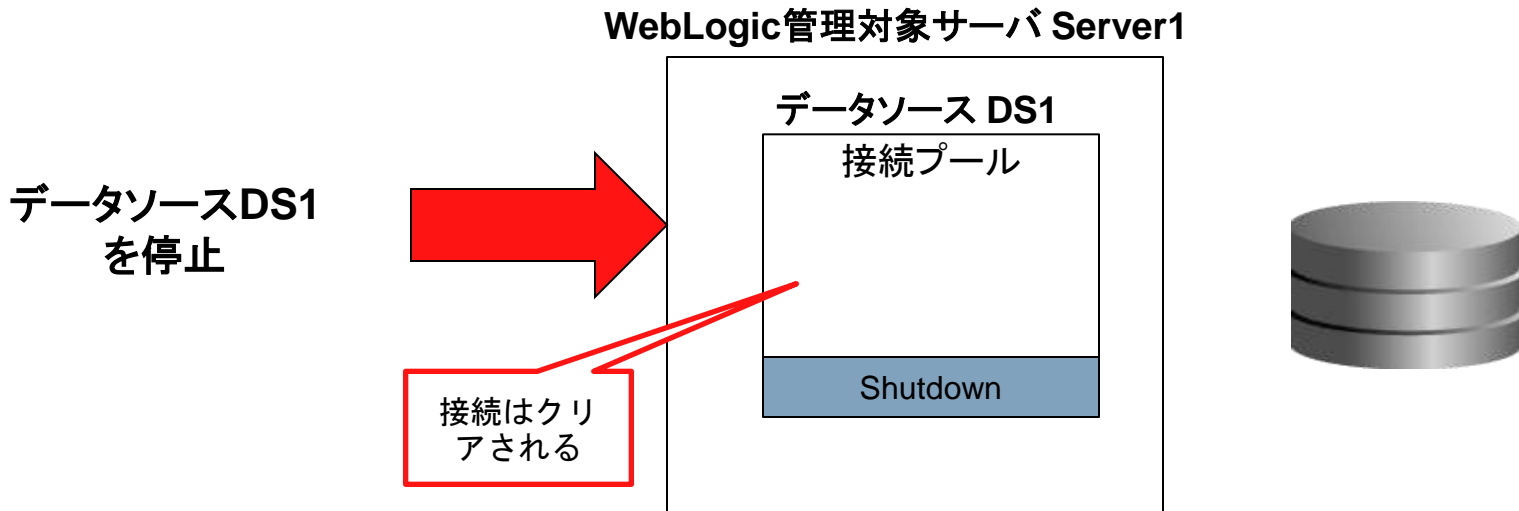 WebLogic管理対象サーバ Server1
データソース DS1
接続プール
データソースDS1
を停止
Shutdown
接続はクリ
アされる